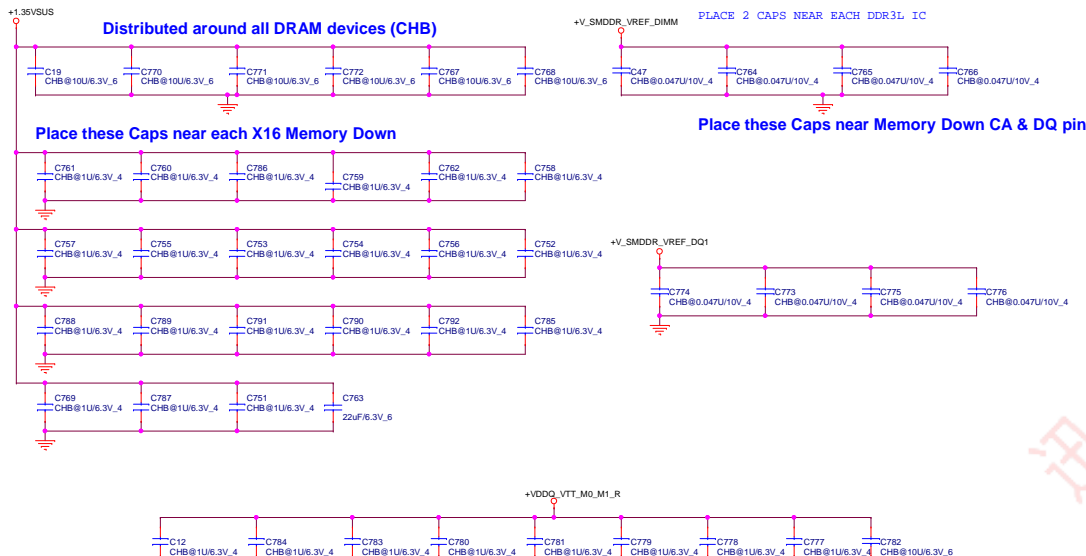 +1.35VSUS
Distributed around all DRAM devices (CHB)
C19
CHB@10U/6.3V_6
C770
CHB@10U/6.3V_6
C771
CHB@10U/6.3V_6
C772
CHB@10U/6.3V_6
C767
CHB@10U/6.3V_6
C768
CHB@10U/6.3V_6
+V_SMDDR_VREF_DIMM
PLACE 2 CAPS NEAR EACH DDR3L IC
C47
CHB@0.047U/10V_4
C764
CHB@0.047U/10V_4
C765
CHB@0.047U/10V_4
C766
CHB@0.047U/10V_4
Place these Caps near Memory Down CA & DQ pin
Place these Caps near each X16 Memory Down
C761
CHB@1U/6.3V_4
C760
CHB@1U/6.3V_4
C786
CHB@1U/6.3V_4
C759
CHB@1U/6.3V_4
C762
CHB@1U/6.3V_4
C758
CHB@1U/6.3V_4
C757
CHB@1U/6.3V_4
C755
CHB@1U/6.3V_4
C753
CHB@1U/6.3V_4
C754
CHB@1U/6.3V_4
C756
CHB@1U/6.3V_4
C752
CHB@1U/6.3V_4
+V_SMDDR_VREF_DQ1
C774
CHB@0.047U/10V_4
C773
CHB@0.047U/10V_4
C775
CHB@0.047U/10V_4
C776
CHB@0.047U/10V_4
C788
CHB@1U/6.3V_4
C789
CHB@1U/6.3V_4
C791
CHB@1U/6.3V_4
C790
CHB@1U/6.3V_4
C792
CHB@1U/6.3V_4
C785
CHB@1U/6.3V_4
C769
CHB@1U/6.3V_4
C787
CHB@1U/6.3V_4
C751
CHB@1U/6.3V_4
C763
22uF/6.3V_6
+VDDQ_VTT_M0_M1_R
C12
CHB@1U/6.3V_4
C784
CHB@1U/6.3V_4
C783
CHB@1U/6.3V_4
C780
CHB@1U/6.3V_4
C781
CHB@1U/6.3V_4
C779
CHB@1U/6.3V_4
C778
CHB@1U/6.3V_4
C777
CHB@1U/6.3V_4
C782
CHB@10U/6.3V_6